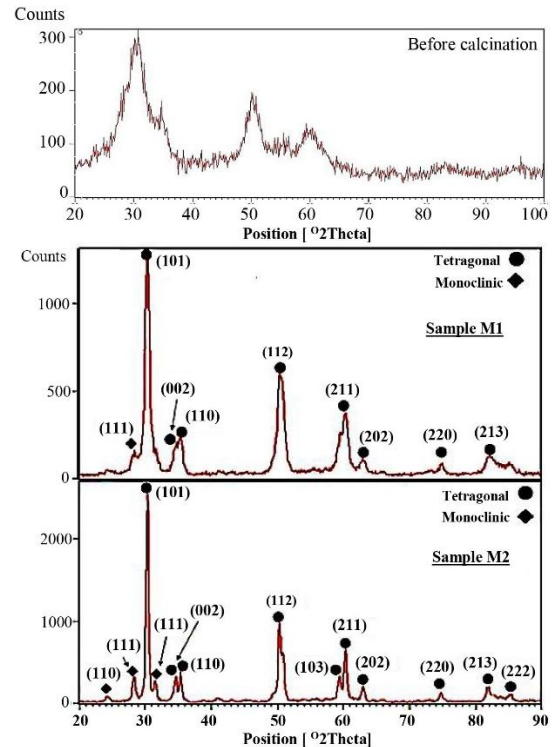 Counts
Before calcination
300
200
100
0
20 30 40 50 60 70 80 90 100
Position [ O2Theta]
Counts
(101)
Tetragonal
Monoclinic
Sample M1
1000
(112)
(002)
(211)
500
(110)
(111)
(202)
(220)
(213)
0
(101)
Tetragonal
Monoclinic
Sample M2
2000
(112)
(002)
(111)
(211)
1000
(111)
(110)
(103)
(110)
(202)
(220)
(213)
(222)
0
20 30 40 50 60 70 80 90
Position [ O2Theta]